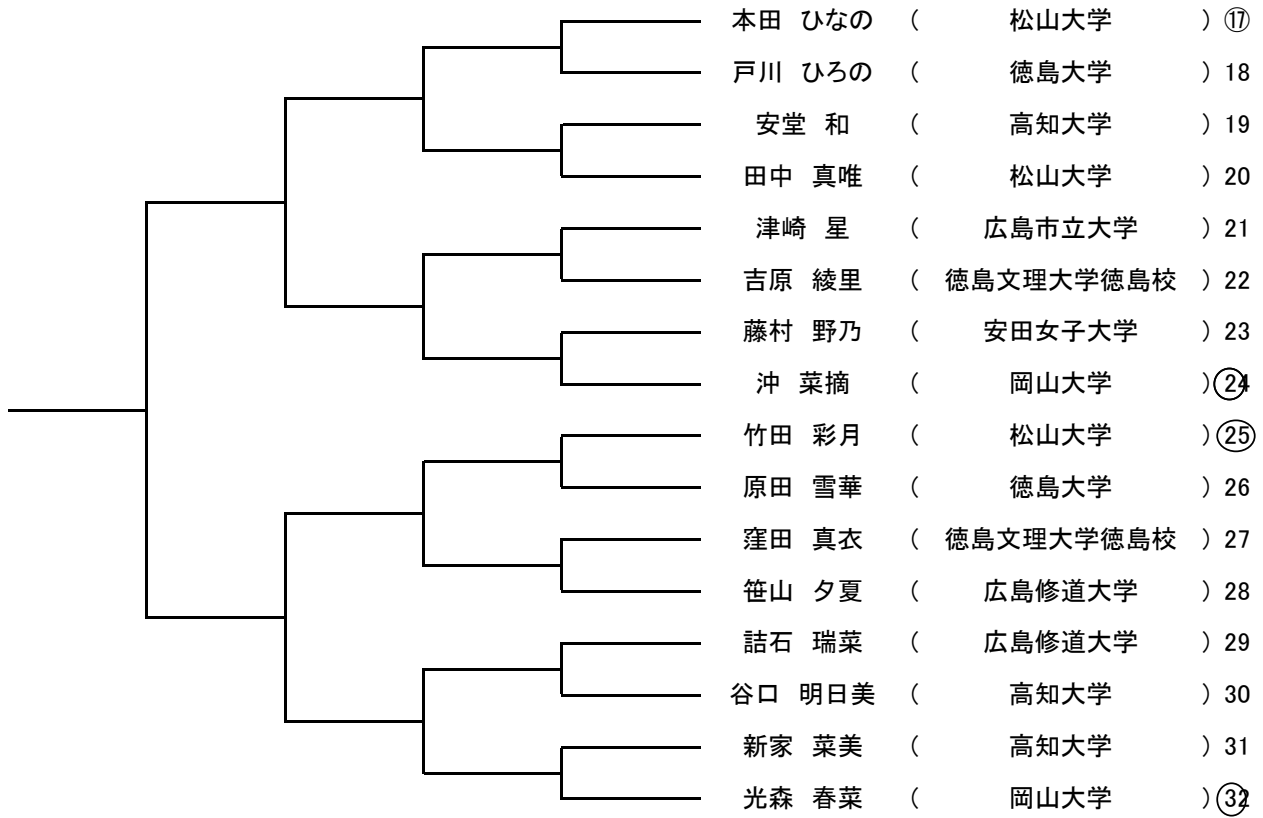 本田 ひなの ( 松山大学 ) ⑰
戸川 ひろの ( 徳島大学 ) 18
安堂 和 ( 高知大学 ) 19
田中 真唯 ( 松山大学 ) 20
津崎 星 ( 広島市立大学 ) 21
吉原 綾里 ( 徳島文理大学徳島校 ) 22
藤村 野乃 ( 安田女子大学 ) 23
沖 菜摘 ( 岡山大学 ) 24
竹田 彩月 ( 松山大学 ) 25
原田 雪華 ( 徳島大学 ) 26
窪田 真衣 ( 徳島文理大学徳島校 ) 27
笹山 夕夏 ( 広島修道大学 ) 28
詰石 瑞菜 ( 広島修道大学 ) 29
谷口 明日美 ( 高知大学 ) 30
新家 菜美 ( 高知大学 ) 31
光森 春菜 ( 岡山大学 ) 32